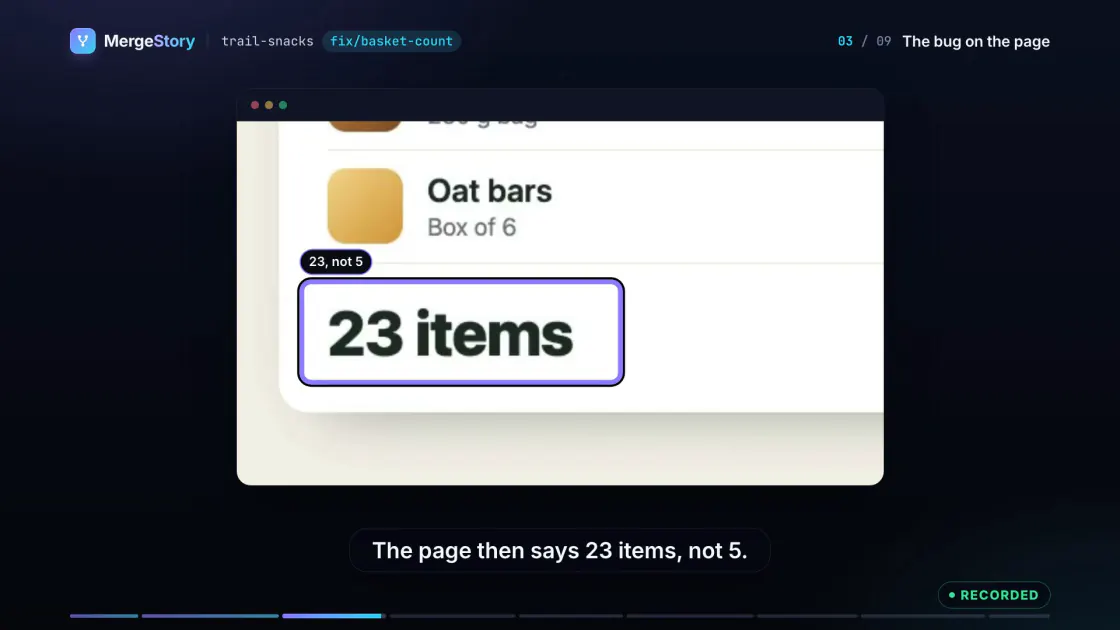 MergeStory
trail-snacks
fix/basket-count
03 / 09
The bug on the page
Oat bars
Box of 6
23, not 5
23 items
The page then says 23 items, not 5.
RECORDED